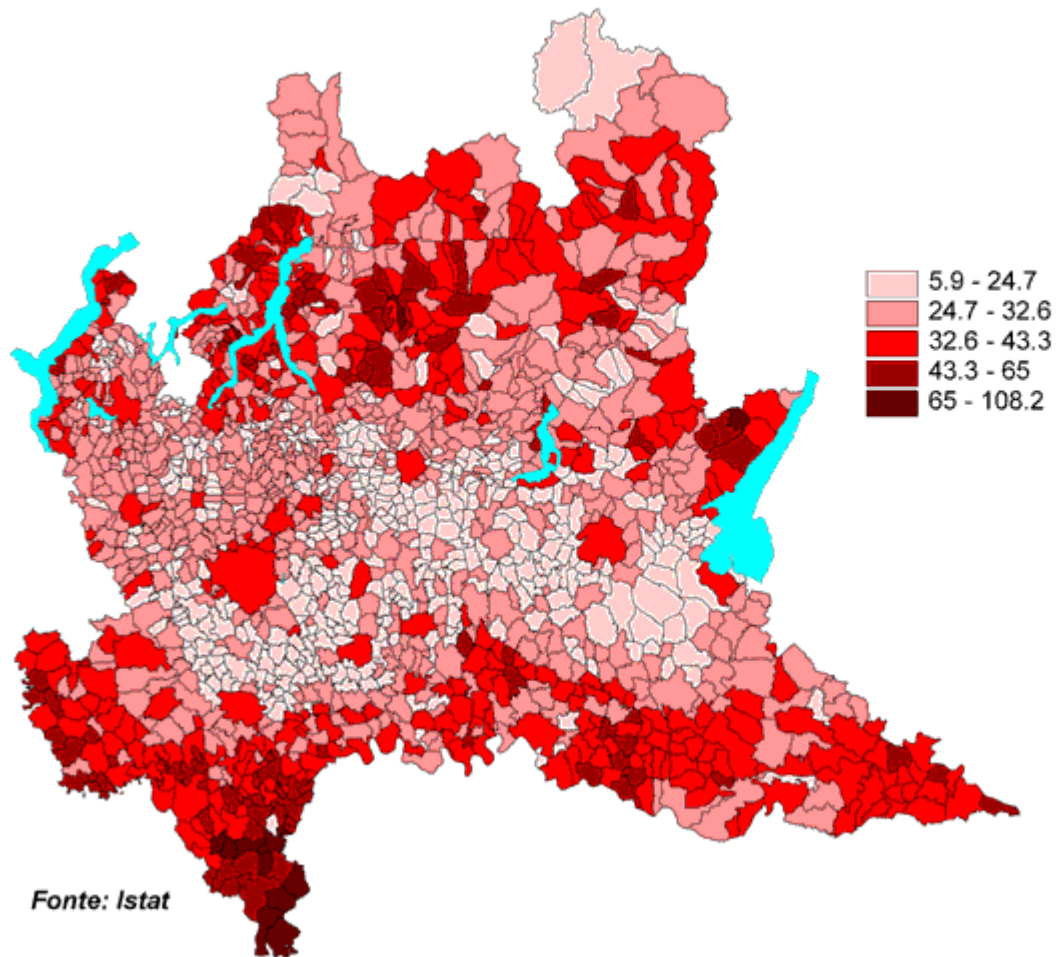 5.9 - 24.7
24.7 - 32.6
32.6 - 43.3
43.3 - 65
65 - 108.2
Fonte: Istat